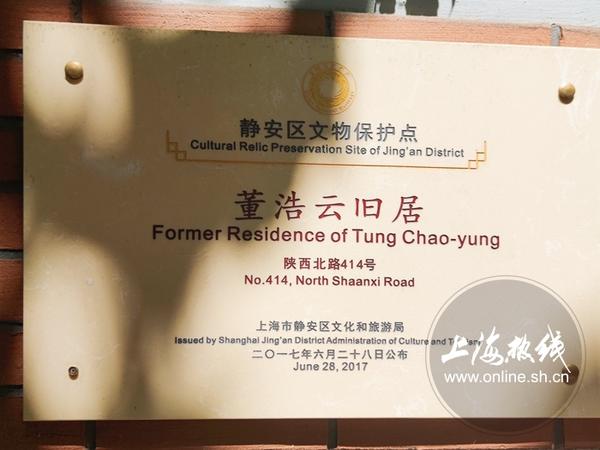 静安区文物保护点
Cultural Relic Preservation Site of Jing'an District
董浩云旧居
Former Residence of Tung Chao-yung
陕西北路414号
No.414, North Shaanxi Road
上海市静安区文化和旅游局
Issued by Shanghai Jing'an District Administration of Culture and Tourism
二〇一七年六月二十八日公布
June 28, 2017
上海热线
www.online.sh.cn